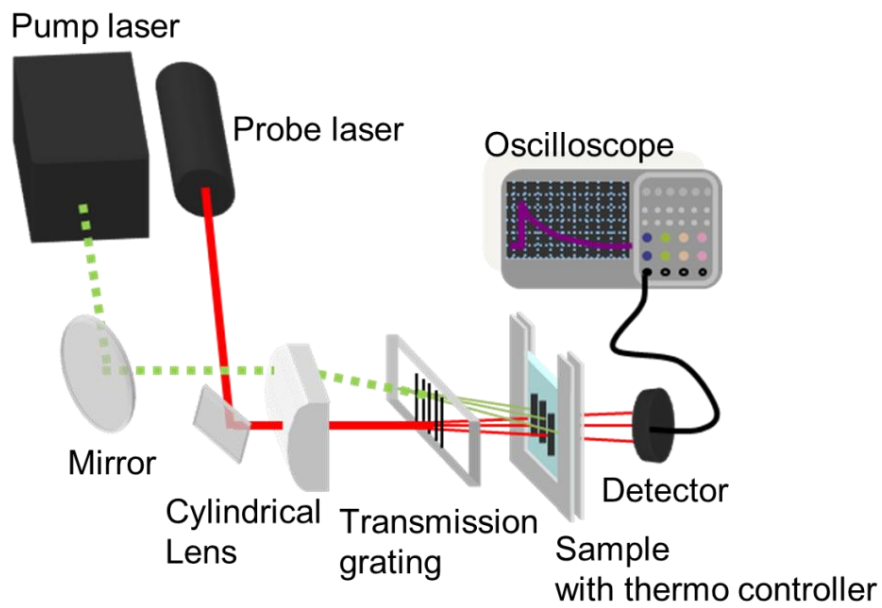 Pump laser
Probe laser
Oscilloscope
Mirror
Cylindrical
Lens
Transmission
grating
Detector
Sample
with thermo controller